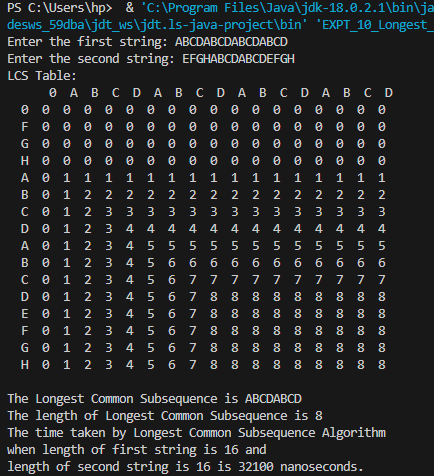 PS C:\Users\hp>  & 'C:\Program Files\Java\jdk-18.0.2.1\bin\ja
desws_59dba\jdt_ws\jdt.ls-java-project\bin' 'EXPT_10_Longest_
Enter the first string: ABCDABCDABCDABCD
Enter the second string: EFGHABCDABCDEFGH
LCS Table:
0 A B C D A B C D A B C D A B C D
0 0 0 0 0 0 0 0 0 0 0 0 0 0 0 0 0 0
F 0 0 0 0 0 0 0 0 0 0 0 0 0 0 0 0 0
G 0 0 0 0 0 0 0 0 0 0 0 0 0 0 0 0 0
H 0 0 0 0 0 0 0 0 0 0 0 0 0 0 0 0 0
A 0 1 1 1 1 1 1 1 1 1 1 1 1 1 1 1 1
B 0 1 2 2 2 2 2 2 2 2 2 2 2 2 2 2 2
C 0 1 2 3 3 3 3 3 3 3 3 3 3 3 3 3 3
D 0 1 2 3 4 4 4 4 4 4 4 4 4 4 4 4 4
A 0 1 2 3 4 5 5 5 5 5 5 5 5 5 5 5 5
B 0 1 2 3 4 5 6 6 6 6 6 6 6 6 6 6 6
C 0 1 2 3 4 5 6 7 7 7 7 7 7 7 7 7 7
D 0 1 2 3 4 5 6 7 8 8 8 8 8 8 8 8 8
E 0 1 2 3 4 5 6 7 8 8 8 8 8 8 8 8 8
F 0 1 2 3 4 5 6 7 8 8 8 8 8 8 8 8 8
G 0 1 2 3 4 5 6 7 8 8 8 8 8 8 8 8 8
H 0 1 2 3 4 5 6 7 8 8 8 8 8 8 8 8 8
The Longest Common Subsequence is ABCDABCD
The length of Longest Common Subsequence is 8
The time taken by Longest Common Subsequence Algorithm
when length of first string is 16 and
length of second string is 16 is 32100 nanoseconds.